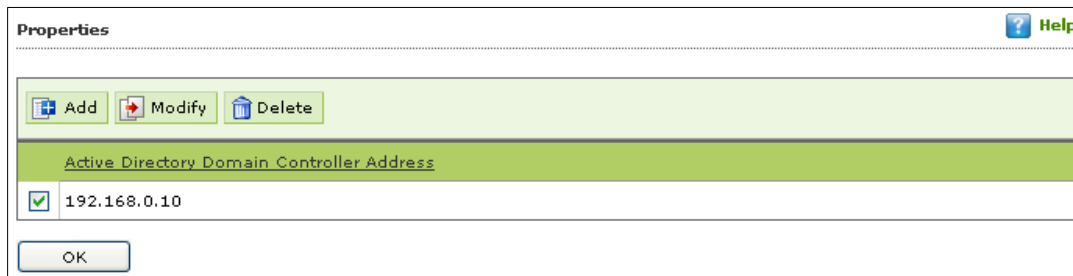 Properties
? Help
Add Modify Delete
Active Directory Domain Controller Address
192.168.0.10
OK